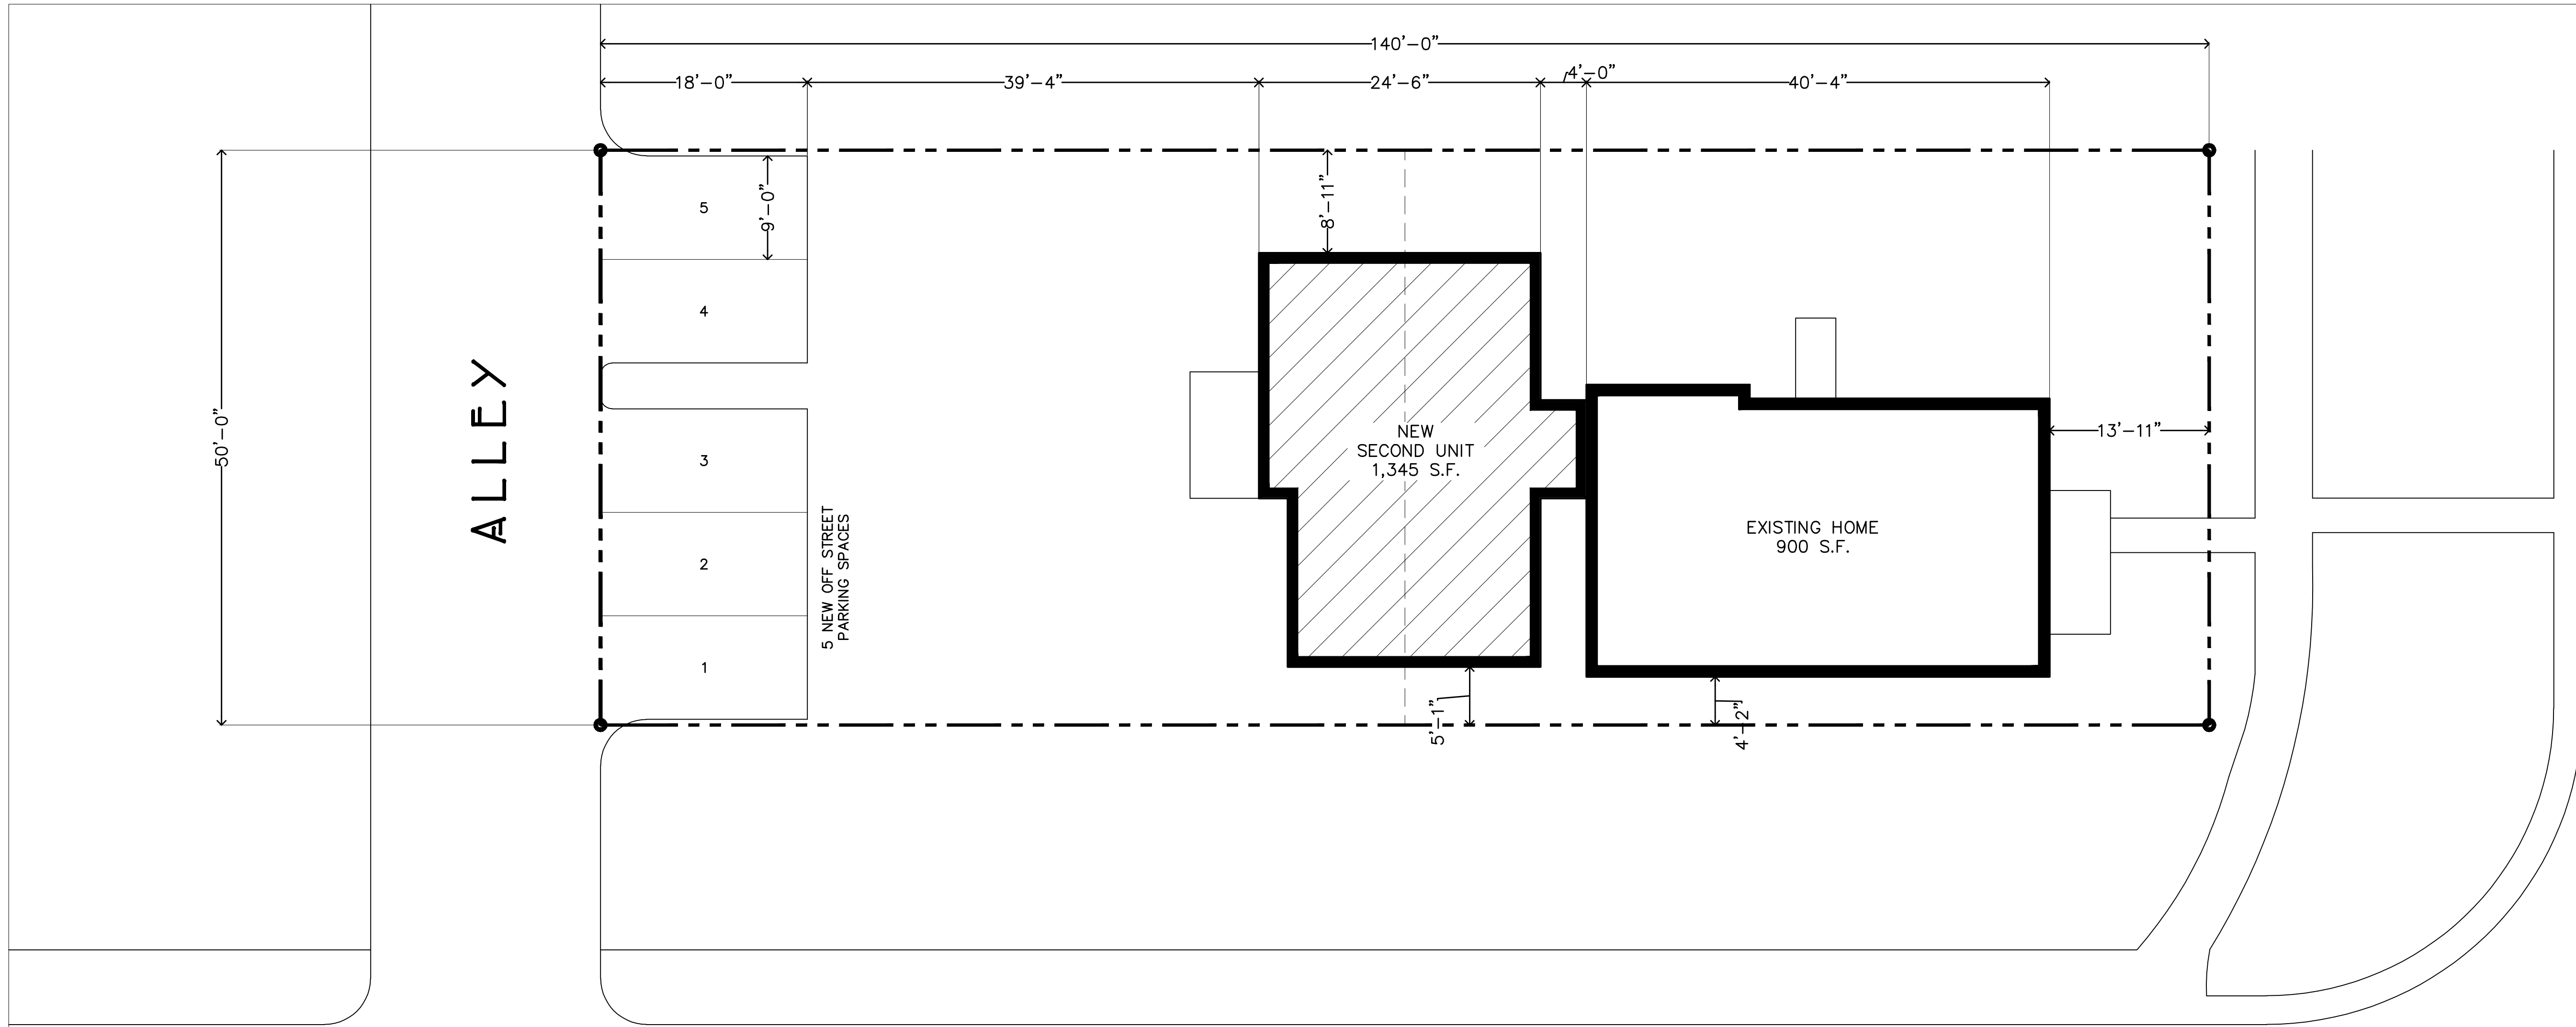 140'-0"
18'-0"
39'-4"
24'-6"
4'-0"
40'-4"
50'-0"
ALLEY
5
9'-0"
4
3
2
1
5 NEW OFF STREET
PARKING SPACES
8'-11"
NEW
SECOND UNIT
1,345 S.F.
5'-1"
EXISTING HOME
900 S.F.
4'-2"
13'-11"